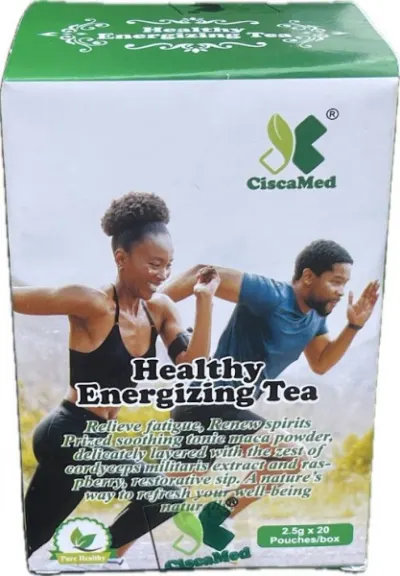 Healthy
Energizing Tea
®
CiscaMed
Healthy
Energizing Tea
Relieve fatigue, Renew spirits
Prized soothing tonic maca powder,
delicately layered with the zest of
cordyceps militaris extract and ras-
pberry, restorative sip. A nature's
way to refresh your well-being
2.5g x 20
Pouches/box
Pure Healthy
CiscaMed